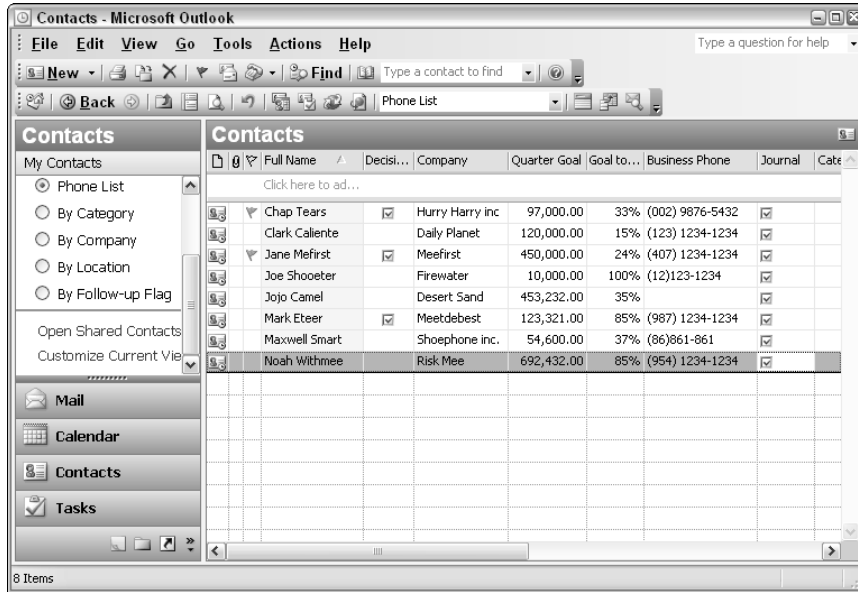 Contacts - Microsoft Outlook
File Edit View Go Tools Actions Help Type a question for help
New Find Type a contact to find
Back Phone List
Contacts
My Contacts
Phone List
By Category
By Company
By Location
By Follow-up Flag
Open Shared Contacts
Customize Current Vie
Mail
Calendar
Contacts
Tasks
Contacts
Full Name Decisi... Company Quarter Goal Goal to... Business Phone Journal Cate
Click here to ad...
Chap Tears Hurry Harry inc 97,000.00 33% (002) 9876-5432
Clark Caliente Daily Planet 120,000.00 15% (123) 1234-1234
Jane Mefirst Meefirst 450,000.00 24% (407) 1234-1234
Joe Shooeter Firewater 10,000.00 100% (12)123-1234
Jojo Camel Desert Sand 453,232.00 35%
Mark Eteer Meetdebest 123,321.00 85% (987) 1234-1234
Maxwell Smart Shoephone inc. 54,600.00 37% (86)861-861
Noah Withmee Risk Mee 692,432.00 85% (954) 1234-1234
8 Items